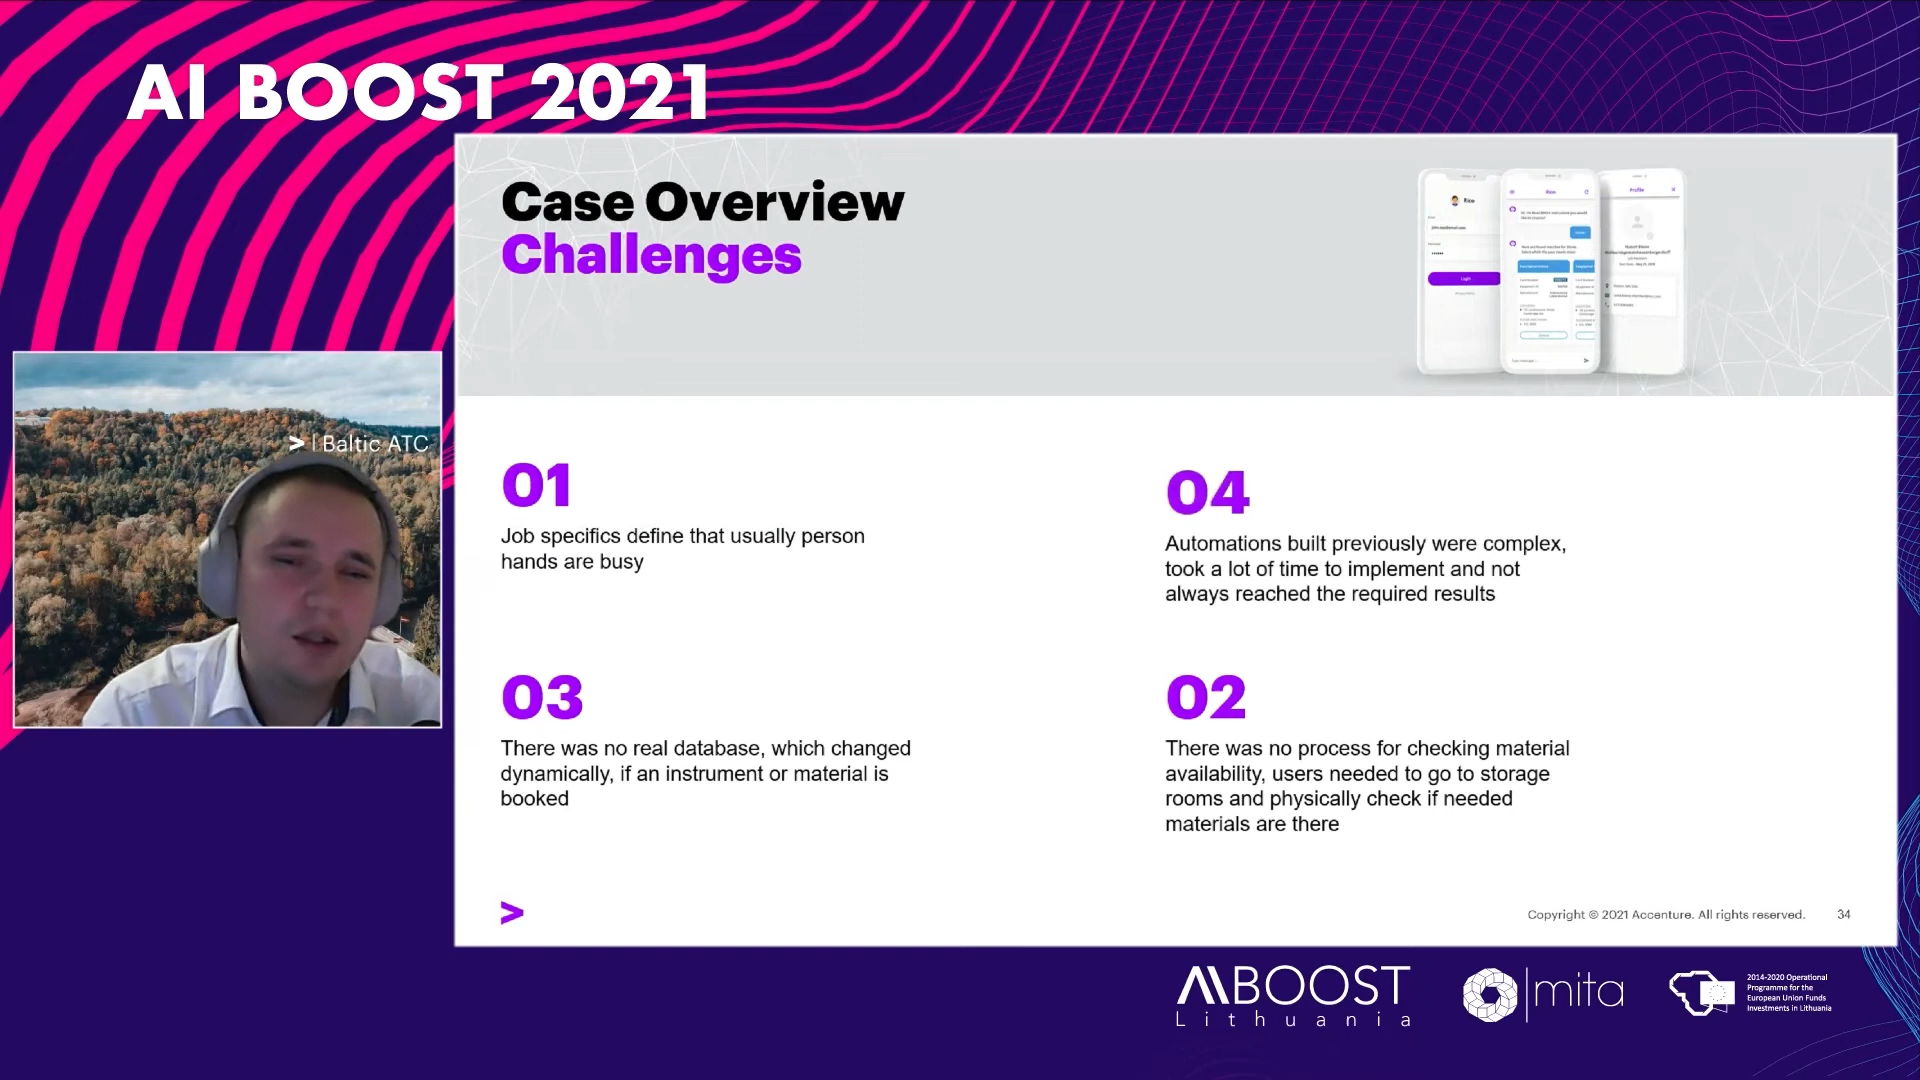 AI BOOST 2021
Case Overview
Challenges
Rico
Login
Rico
Profile
> | Baltic ATC
01
Job specifics define that usually person
hands are busy
04
Automations built previously were complex,
took a lot of time to implement and not
always reached the required results
03
There was no real database, which changed
dynamically, if an instrument or material is
booked
02
There was no process for checking material
availability, users needed to go to storage
rooms and physically check if needed
materials are there
>
Copyright © 2021 Accenture. All rights reserved. 34
AI BOOST
Lithuania
mita
2014-2020 Operational
Programme for the
European Union Funds
Investments in Lithuania